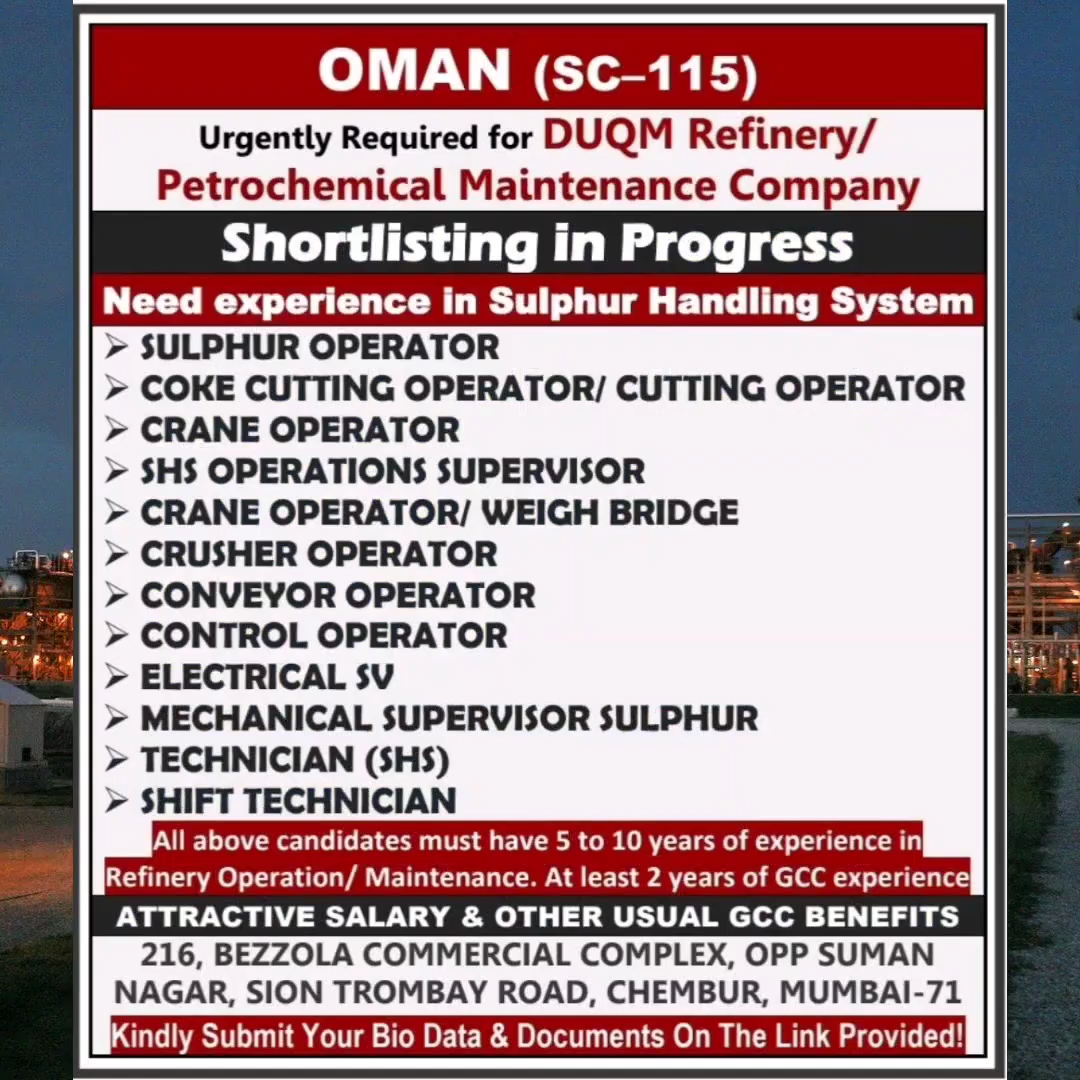 OMAN (SC–115)
Urgently Required for DUQM Refinery/
Petrochemical Maintenance Company
Shortlisting in Progress
Need experience in Sulphur Handling System
➢ SULPHUR OPERATOR
➢ COKE CUTTING OPERATOR/ CUTTING OPERATOR
➢ CRANE OPERATOR
➢ SHS OPERATIONS SUPERVISOR
➢ CRANE OPERATOR/ WEIGH BRIDGE
➢ CRUSHER OPERATOR
➢ CONVEYOR OPERATOR
➢ CONTROL OPERATOR
➢ ELECTRICAL SV
➢ MECHANICAL SUPERVISOR SULPHUR
➢ TECHNICIAN (SHS)
➢ SHIFT TECHNICIAN
All above candidates must have 5 to 10 years of experience in
Refinery Operation/ Maintenance. At least 2 years of GCC experience
ATTRACTIVE SALARY & OTHER USUAL GCC BENEFITS
216, BEZZOLA COMMERCIAL COMPLEX, OPP SUMAN
NAGAR, SION TROMBAY ROAD, CHEMBUR, MUMBAI-71
Kindly Submit Your Bio Data & Documents On The Link Provided!